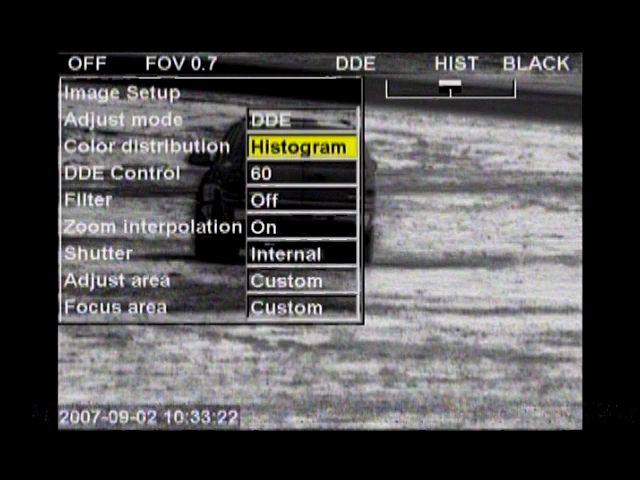 OFF FOV 0.7 DDE HIST BLACK
Image Setup
Adjust mode DDE
Color distribution Histogram
DDE Control 60
Filter Off
Zoom interpolation On
Shutter Internal
Adjust area Custom
Focus area Custom
2007-09-02 10:33:22